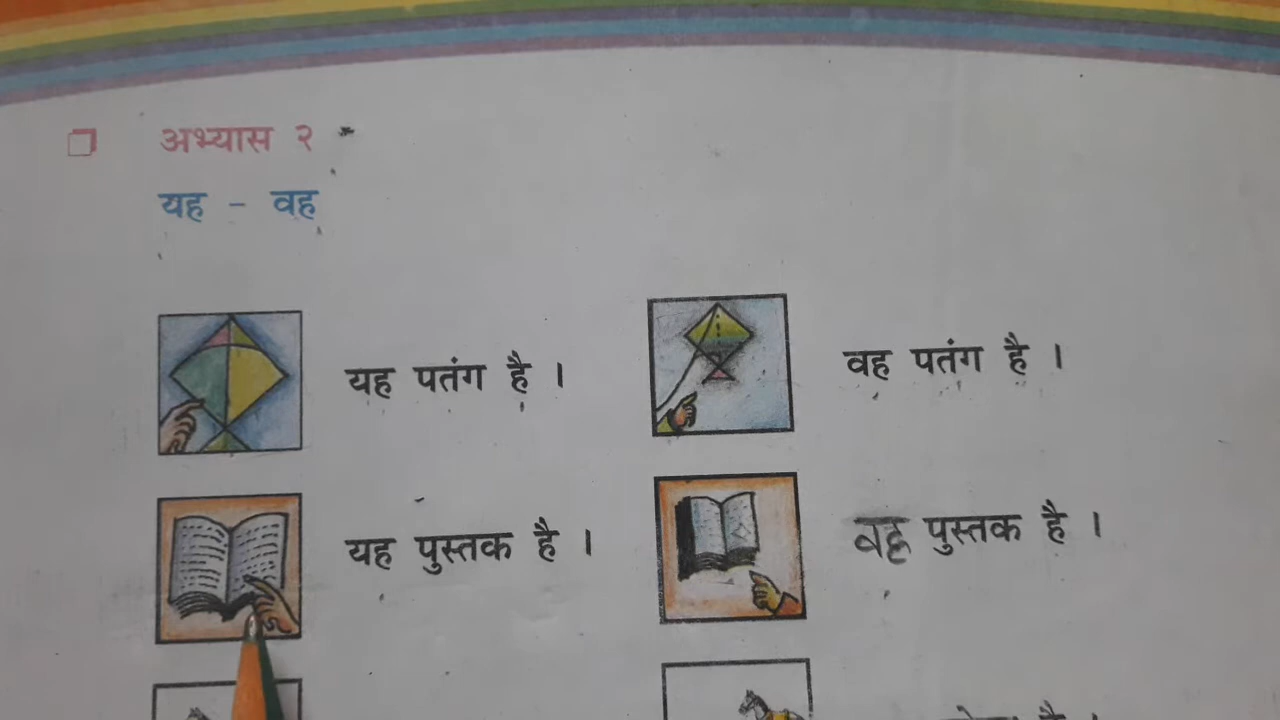 अभ्यास २
यह - वह
यह पतंग है ।
वह पतंग है ।
यह पुस्तक है ।
वह पुस्तक है ।
है ।